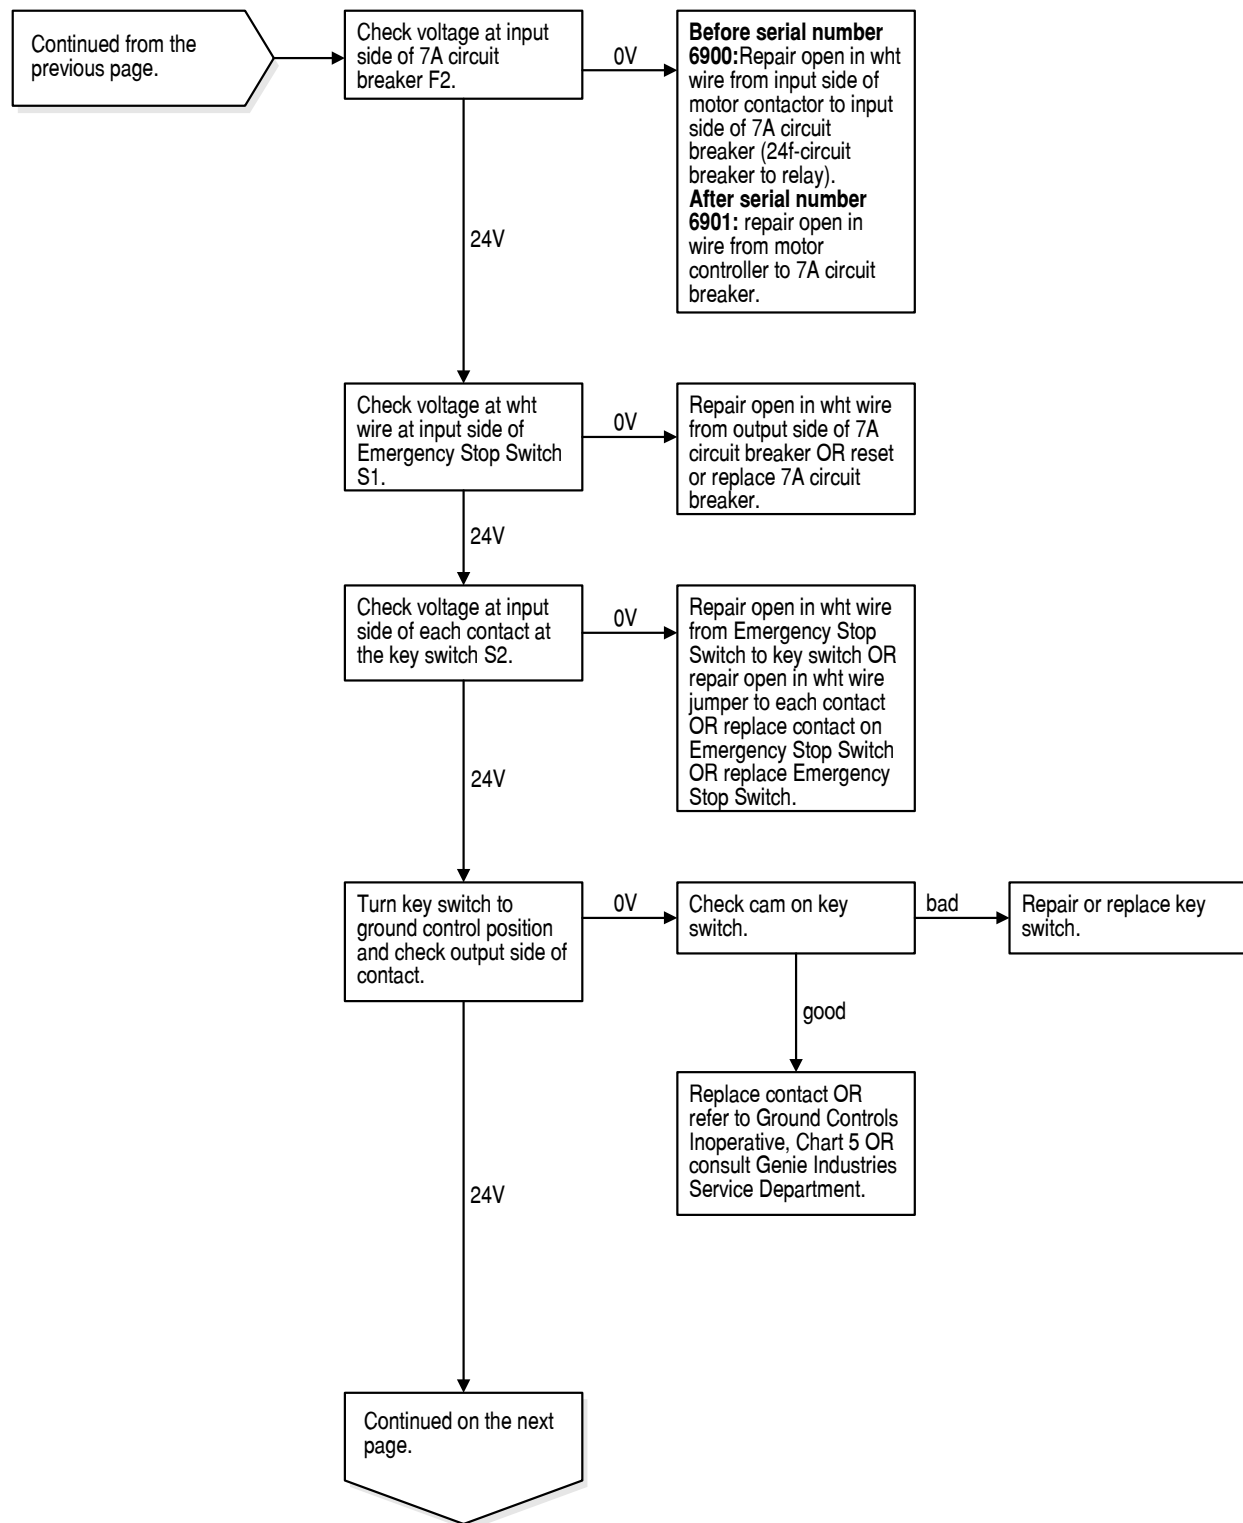 Continued from the
previous page.
Check voltage at input
side of 7A circuit
breaker F2.
0V
Before serial number
6900:Repair open in wht
wire from input side of
motor contactor to input
side of 7A circuit
breaker (24f-circuit
breaker to relay).
After serial number
6901: repair open in
wire from motor
controller to 7A circuit
breaker.
24V
Check voltage at wht
wire at input side of
Emergency Stop Switch
S1.
0V
Repair open in wht wire
from output side of 7A
circuit breaker OR reset
or replace 7A circuit
breaker.
24V
Check voltage at input
side of each contact at
the key switch S2.
0V
Repair open in wht wire
from Emergency Stop
Switch to key switch OR
repair open in wht wire
jumper to each contact
OR replace contact on
Emergency Stop Switch
OR replace Emergency
Stop Switch.
24V
Turn key switch to
ground control position
and check output side of
contact.
0V
Check cam on key
switch.
bad
Repair or replace key
switch.
good
Replace contact OR
refer to Ground Controls
Inoperative, Chart 5 OR
consult Genie Industries
Service Department.
24V
Continued on the next
page.